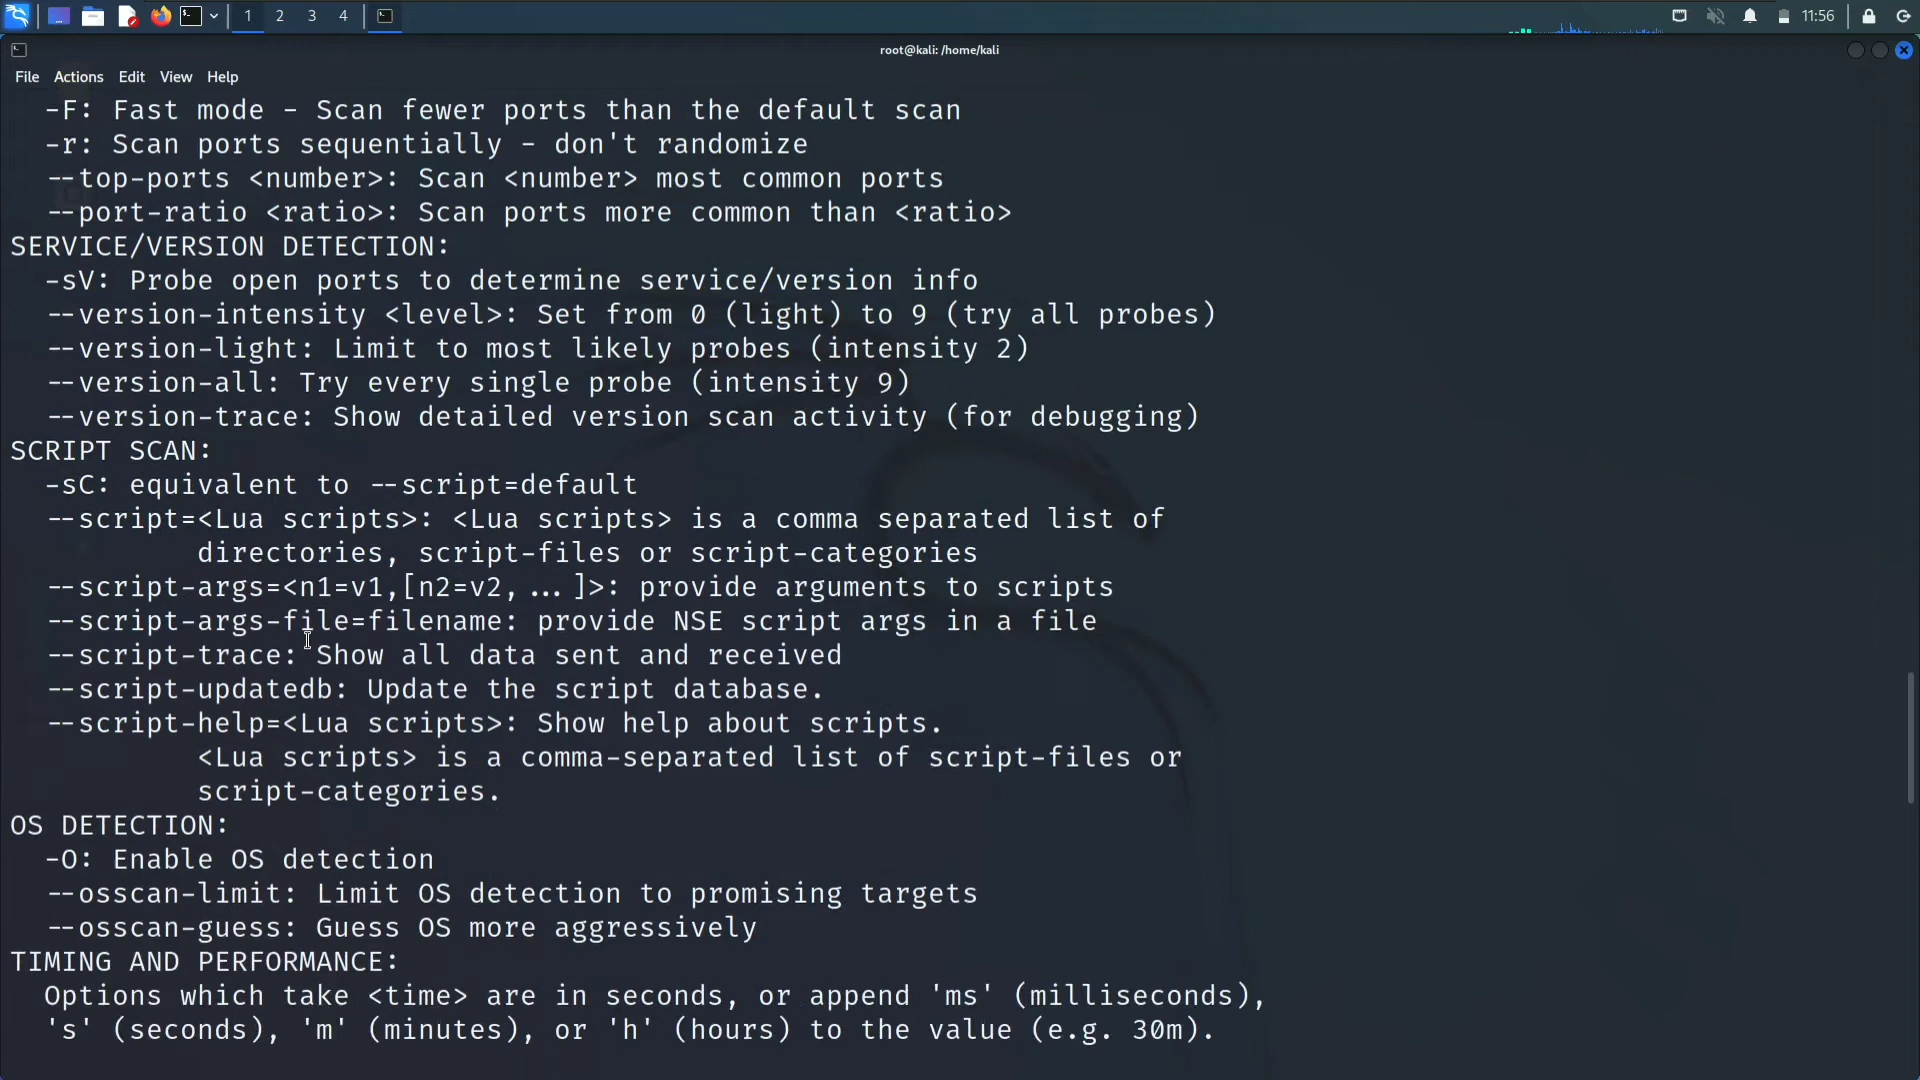 1 2 3 4
11:56
root@kali: /home/kali
File Actions Edit View Help
-F: Fast mode - Scan fewer ports than the default scan
-r: Scan ports sequentially - don't randomize
--top-ports <number>: Scan <number> most common ports
--port-ratio <ratio>: Scan ports more common than <ratio>
SERVICE/VERSION DETECTION:
-sV: Probe open ports to determine service/version info
--version-intensity <level>: Set from 0 (light) to 9 (try all probes)
--version-light: Limit to most likely probes (intensity 2)
--version-all: Try every single probe (intensity 9)
--version-trace: Show detailed version scan activity (for debugging)
SCRIPT SCAN:
-sC: equivalent to --script=default
--script=<Lua scripts>: <Lua scripts> is a comma separated list of
directories, script-files or script-categories
--script-args=<n1=v1,[n2=v2,...]>: provide arguments to scripts
--script-args-file=filename: provide NSE script args in a file
--script-trace: Show all data sent and received
--script-updatedb: Update the script database.
--script-help=<Lua scripts>: Show help about scripts.
<Lua scripts> is a comma-separated list of script-files or
script-categories.
OS DETECTION:
-O: Enable OS detection
--osscan-limit: Limit OS detection to promising targets
--osscan-guess: Guess OS more aggressively
TIMING AND PERFORMANCE:
Options which take <time> are in seconds, or append 'ms' (milliseconds),
's' (seconds), 'm' (minutes), or 'h' (hours) to the value (e.g. 30m).